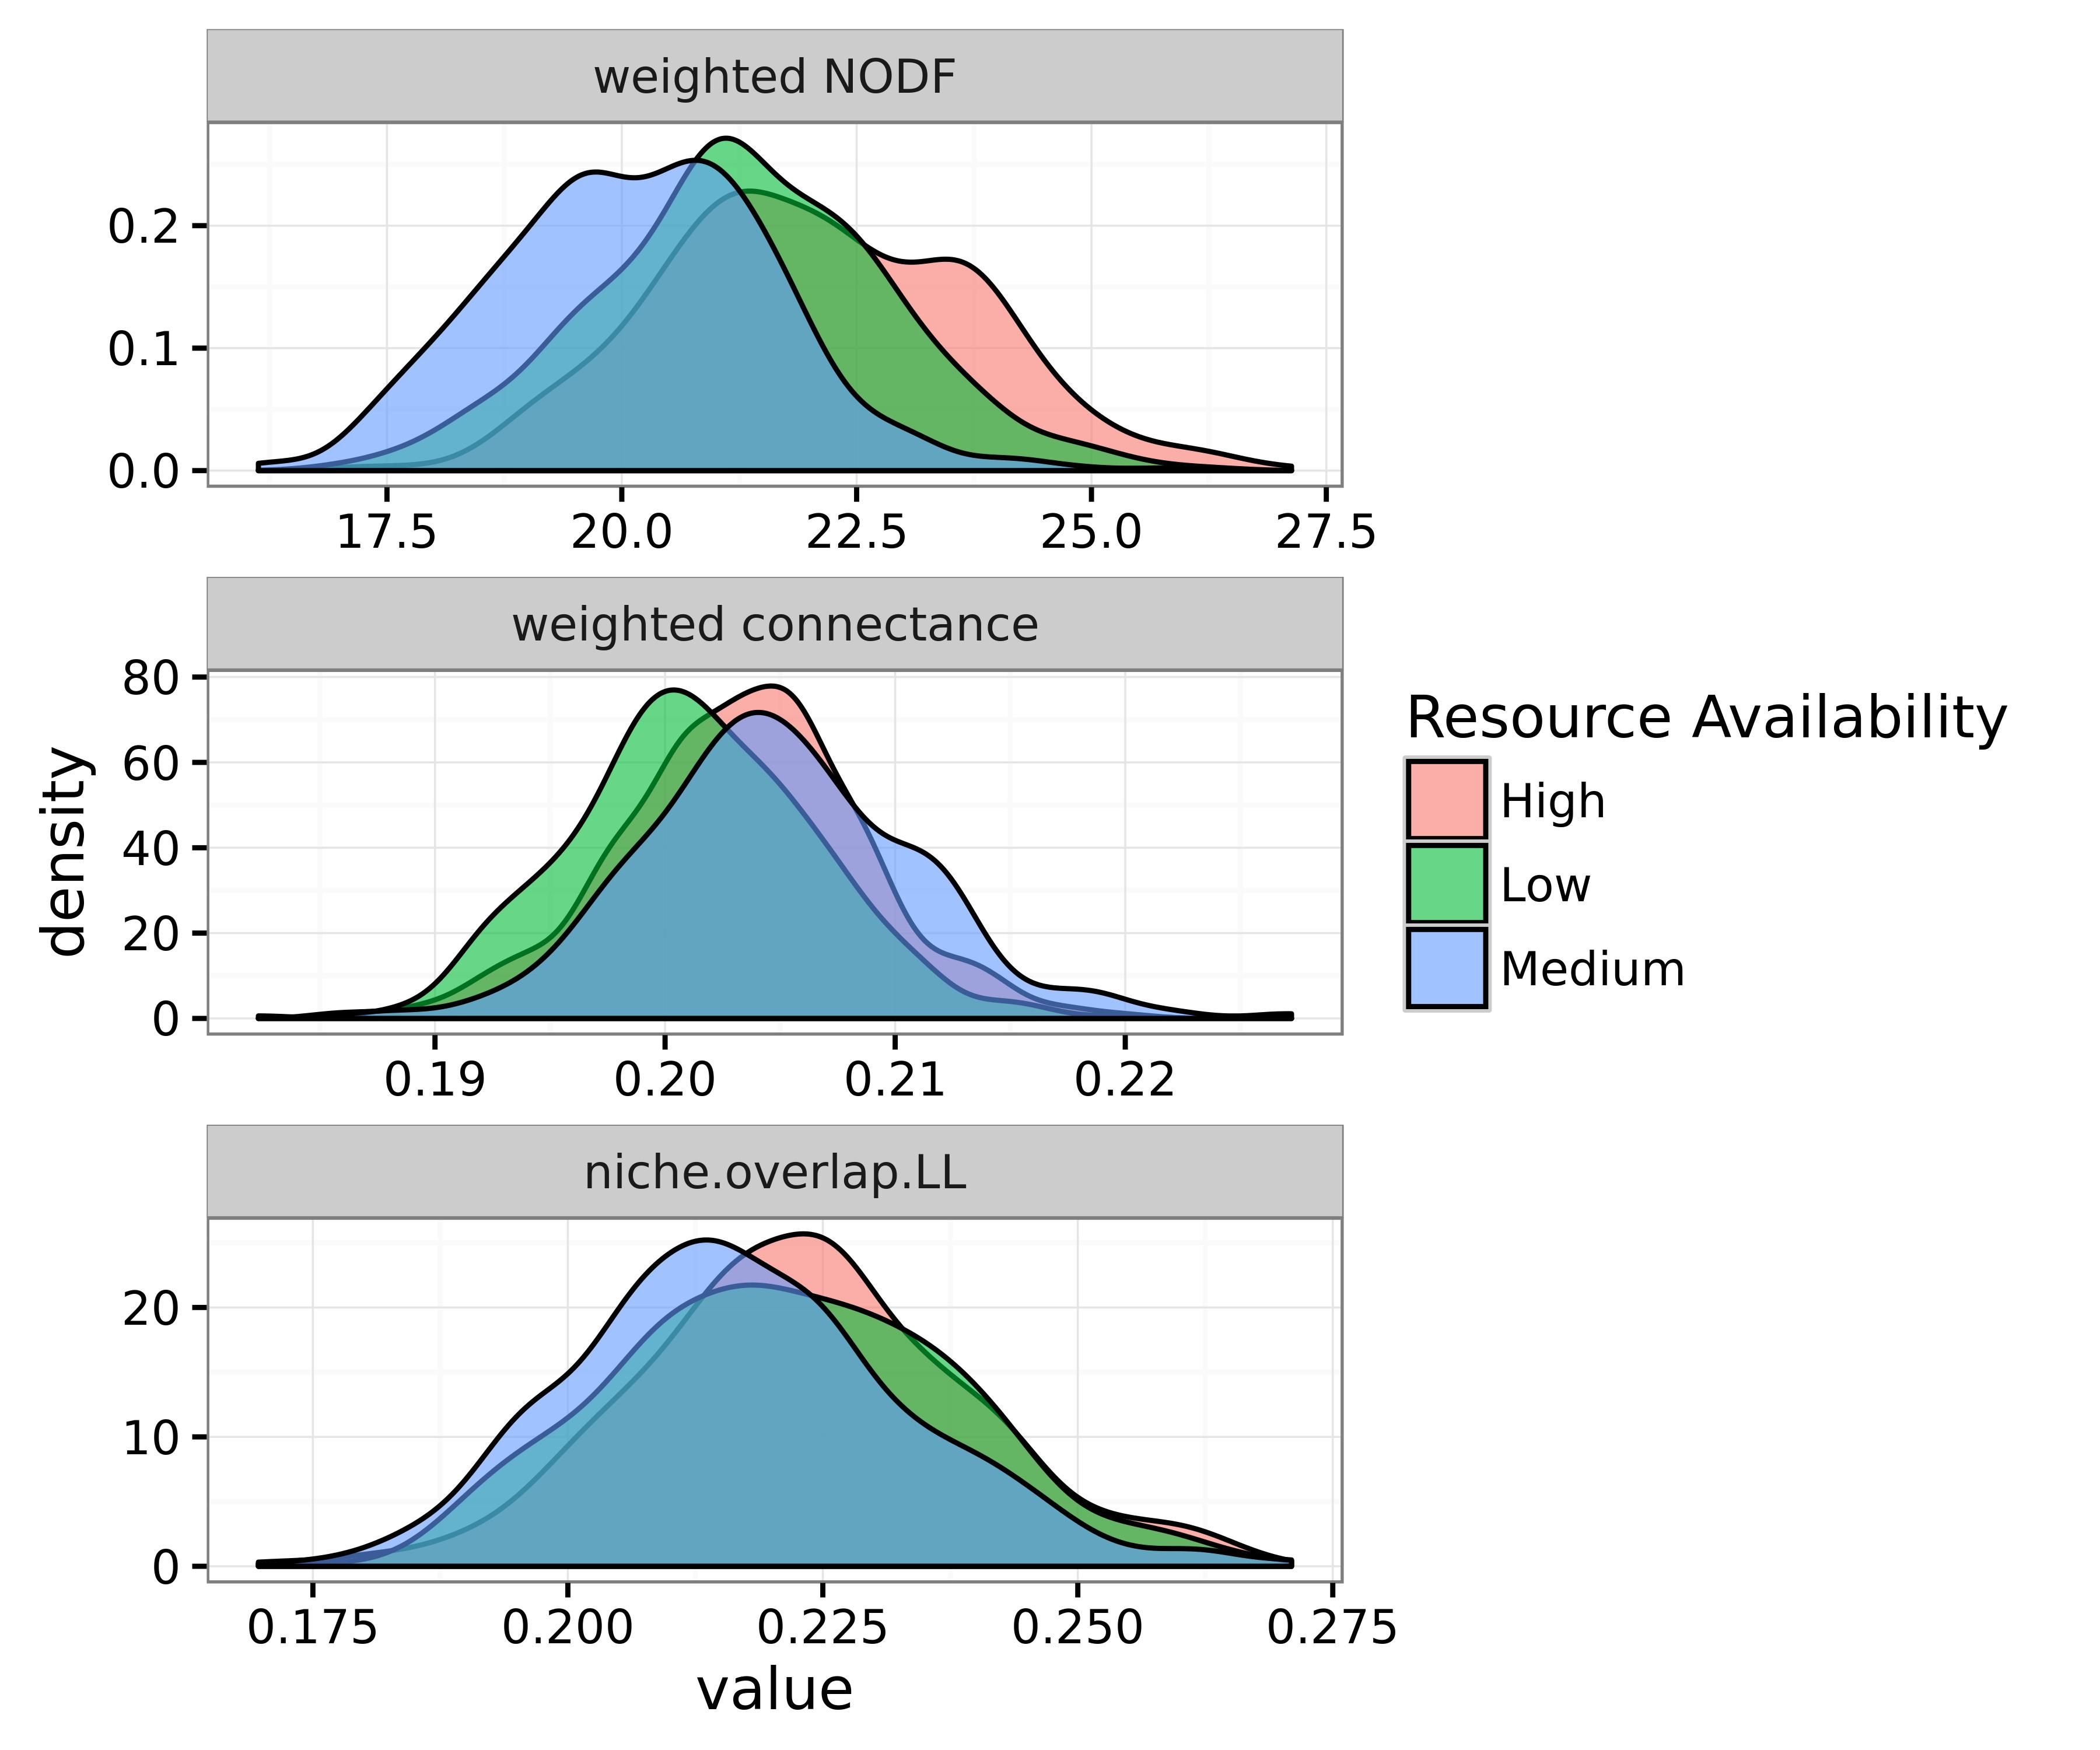 weighted NODF
0.2
0.1
0.0
17.5 20.0 22.5 25.0 27.5
weighted connectance
80
60
40
20
0
0.19 0.20 0.21 0.22
niche.overlap.LL
20
10
0
0.175 0.200 0.225 0.250 0.275
value
density
Resource Availability
High
Low
Medium